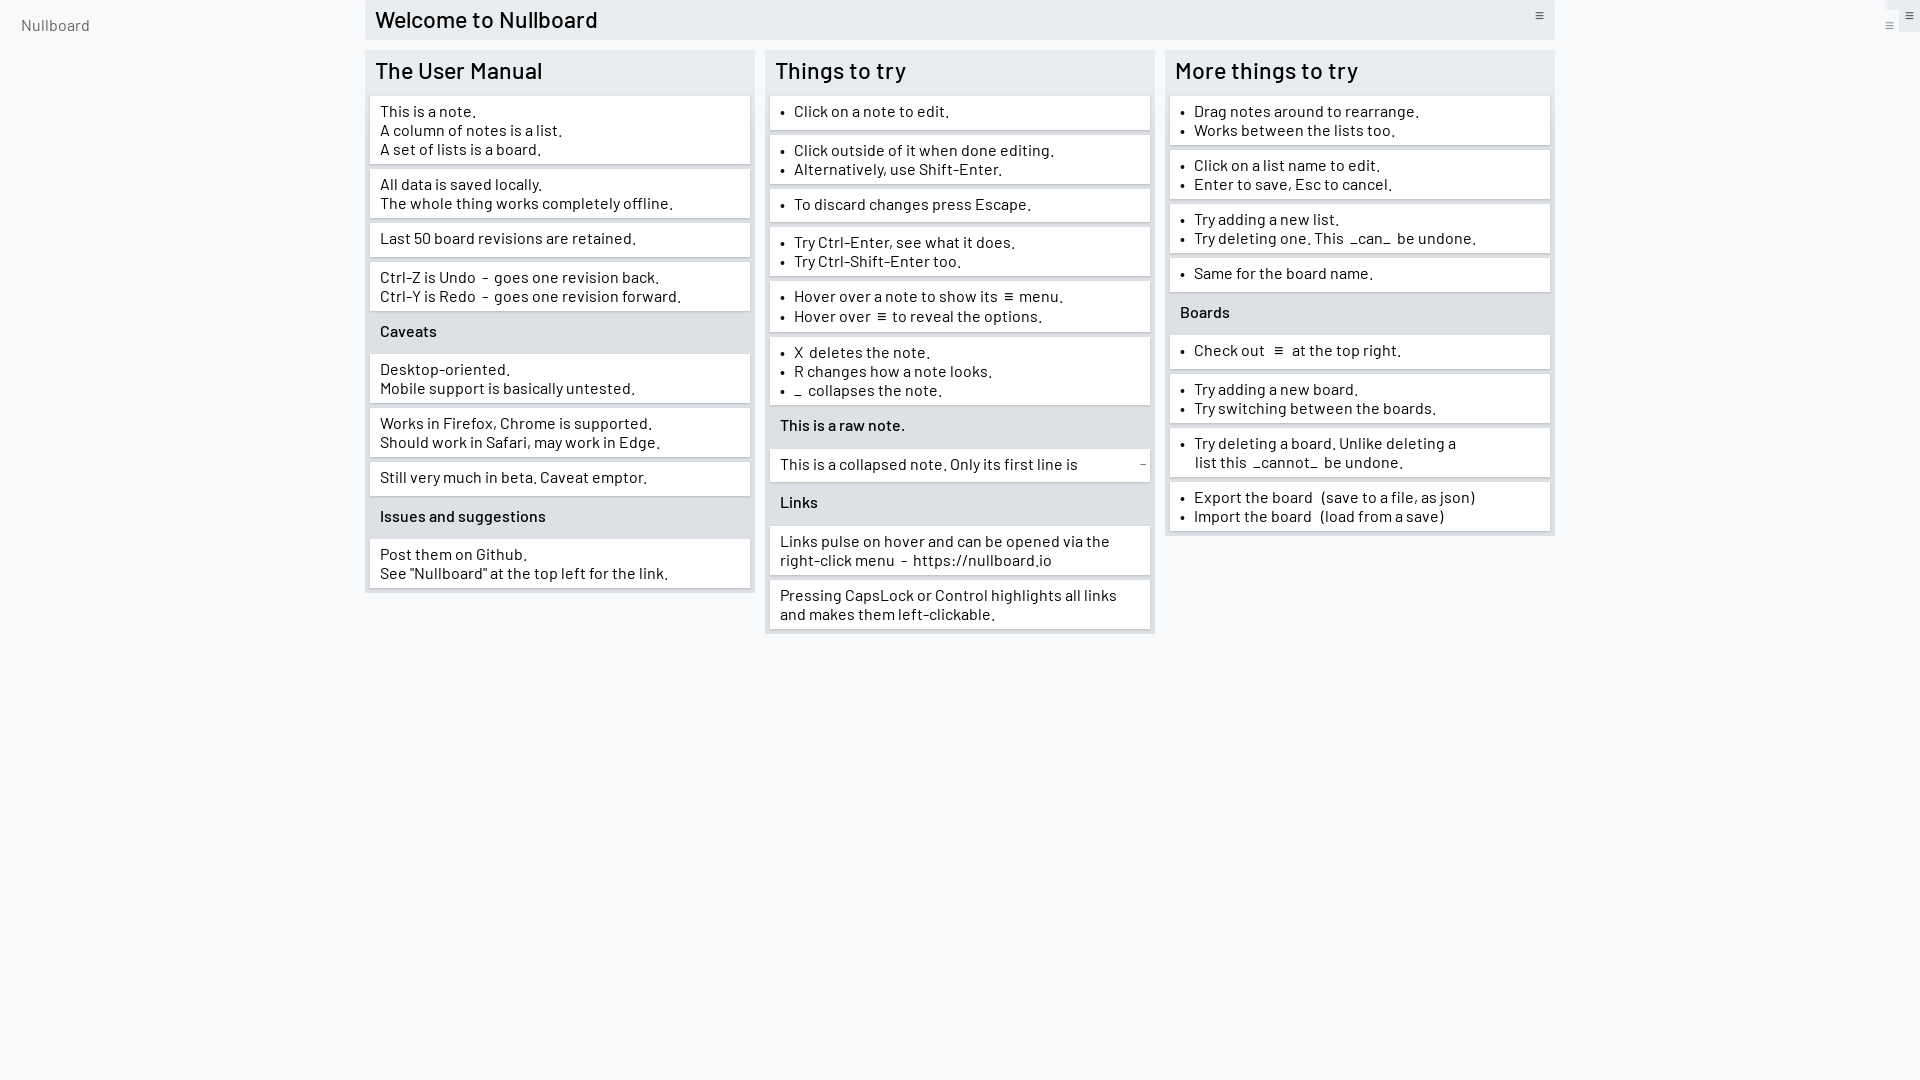 Nullboard
Welcome to Nullboard
≡
≡
≡
The User Manual
This is a note.
A column of notes is a list.
A set of lists is a board.
All data is saved locally.
The whole thing works completely offline.
Last 50 board revisions are retained.
Ctrl-Z is Undo - goes one revision back.
Ctrl-Y is Redo - goes one revision forward.
Caveats
Desktop-oriented.
Mobile support is basically untested.
Works in Firefox, Chrome is supported.
Should work in Safari, may work in Edge.
Still very much in beta. Caveat emptor.
Issues and suggestions
Post them on Github.
See "Nullboard" at the top left for the link.
Things to try
• Click on a note to edit.
• Click outside of it when done editing.
• Alternatively, use Shift-Enter.
• To discard changes press Escape.
• Try Ctrl-Enter, see what it does.
• Try Ctrl-Shift-Enter too.
• Hover over a note to show its ≡ menu.
• Hover over ≡ to reveal the options.
• X deletes the note.
• R changes how a note looks.
• _ collapses the note.
This is a raw note.
This is a collapsed note. Only its first line is –
Links
Links pulse on hover and can be opened via the
right-click menu - https://nullboard.io
Pressing CapsLock or Control highlights all links
and makes them left-clickable.
More things to try
• Drag notes around to rearrange.
• Works between the lists too.
• Click on a list name to edit.
• Enter to save, Esc to cancel.
• Try adding a new list.
• Try deleting one. This _can_ be undone.
• Same for the board name.
Boards
• Check out ≡ at the top right.
• Try adding a new board.
• Try switching between the boards.
• Try deleting a board. Unlike deleting a
list this _cannot_ be undone.
• Export the board (save to a file, as json)
• Import the board (load from a save)